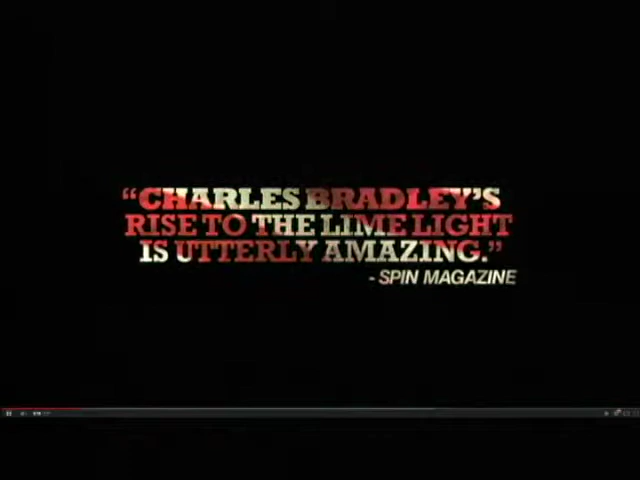 “CHARLES BRADLEY’S
RISE TO THE LIME LIGHT
IS UTTERLY AMAZING.”
- SPIN MAGAZINE